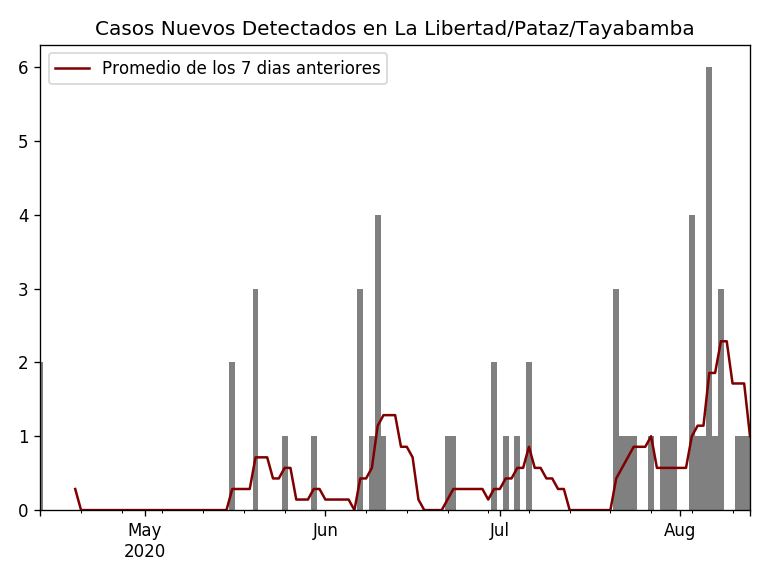 Casos Nuevos Detectados en La Libertad/Pataz/Tayabamba
Promedio de los 7 dias anteriores
6
5
4
3
2
1
0
May
2020
Jun
Jul
Aug